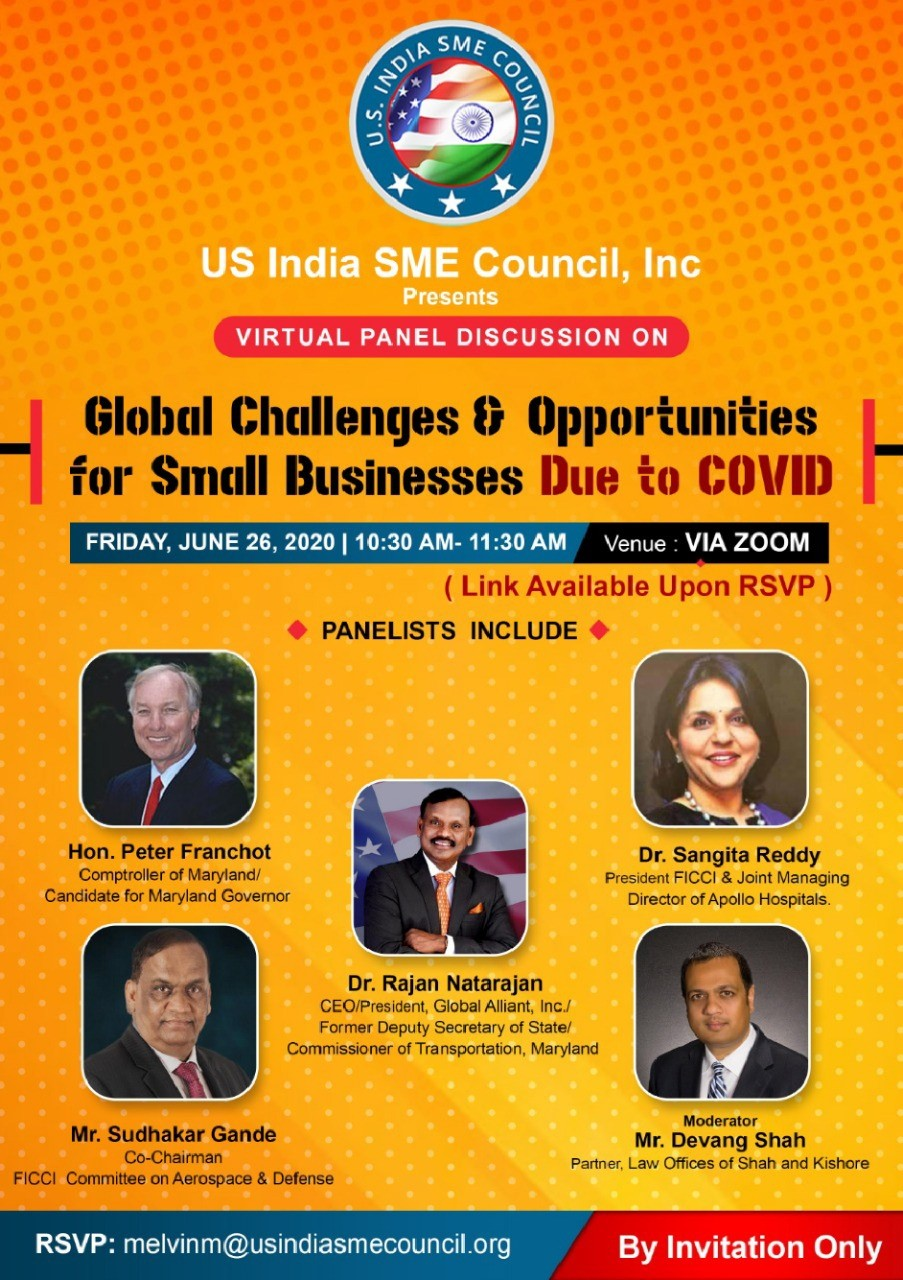 U.S. INDIA SME COUNCIL
US India SME Council, Inc
Presents
VIRTUAL PANEL DISCUSSION ON
Global Challenges & Opportunities
for Small Businesses Due to COVID
FRIDAY, JUNE 26, 2020 | 10:30 AM- 11:30 AM Venue : VIA ZOOM
( Link Available Upon RSVP )
PANELISTS INCLUDE
Hon. Peter Franchot
Comptroller of Maryland/
Candidate for Maryland Governor
Dr. Sangita Reddy
President FICCI & Joint Managing
Director of Apollo Hospitals.
Dr. Rajan Natarajan
CEO/President, Global Alliant, Inc./
Former Deputy Secretary of State/
Commissioner of Transportation, Maryland
Mr. Sudhakar Gande
Co-Chairman
FICCI Committee on Aerospace & Defense
Moderator
Mr. Devang Shah
Partner, Law Offices of Shah and Kishore
RSVP: melvinm@usindiasmecouncil.org
By Invitation Only